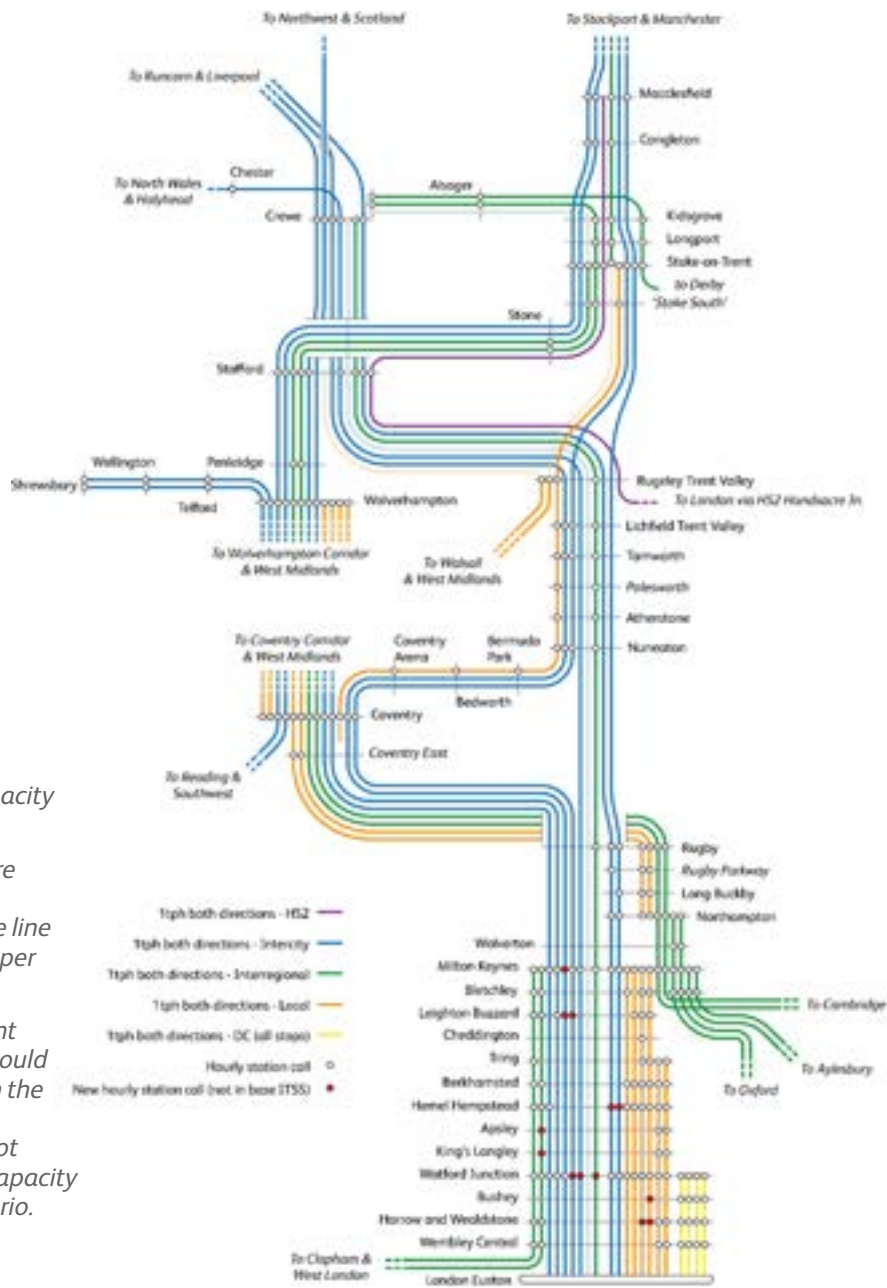 To Northwest & Scotland
To Stockport & Manchester
To Runcorn & Liverpool
Macclesfield
Congleton
Chester
To North Wales
& Holyhead
Alsager
Crewe
Kidsgrove
Longport
Stoke-on-Trent
to Derby
'Stoke South'
Stone
Stafford
Wellington
Penkridge
Shrewsbury
Telford
Wolverhampton
Rugeley Trent Valley
To London via HS2 Handsacre Jn
To Wolverhampton Corridor
& West Midlands
To Walsall
& West Midlands
Lichfield Trent Valley
Tamworth
Polesworth
Atherstone
Nuneaton
To Coventry Corridor
& West Midlands
Coventry
Arena
Bermuda
Park
Bedworth
Coventry
Coventry East
To Reading &
Southwest
acity
re
e line
per
nt
ould
n the
ot
apacity
rio.
Rugby
Rugby Parkway
Long Buckby
Northampton
1tph both directions - HS2
1tph both directions - Intercity
1tph both directions - Interregional
1tph both directions - Local
1tph both directions - DC (all stops)
Hourly station call
New hourly station call (not in base ITSS)
Wolverton
Milton Keynes
Bletchley
Leighton Buzzard
Cheddington
Tring
Berkhamsted
Hemel Hempstead
Apsley
King's Langley
Watford Junction
Bushey
Harrow and Wealdstone
Wembley Central
To Cambridge
To Aylesbury
To Oxford
To Clapham &
West London
London Euston